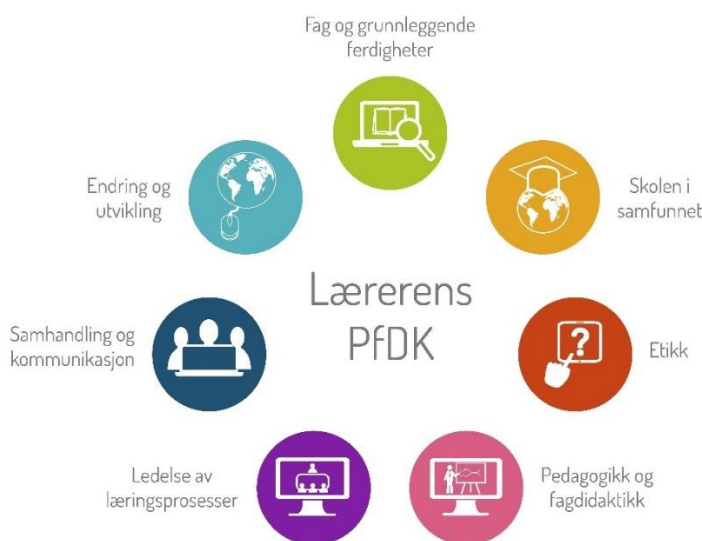 Fag og grunnleggende
ferdigheter
Endring og
utvikling
Skolen i
samfunnet
Lærerens
PfDK
Samhandling og
kommunikasjon
?
Etikk
Ledelse av
læringsprosesser
Pedagogikk og
fagdidaktikk